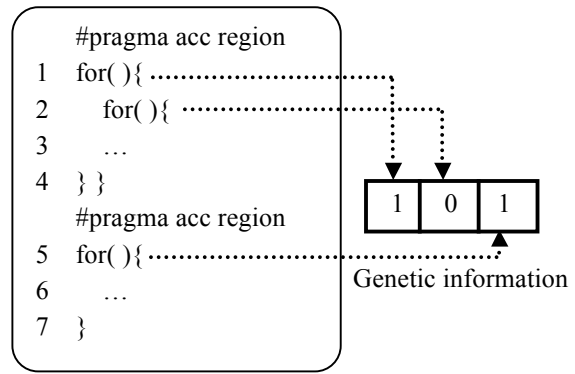 #pragma acc region
1 for( ){
2 for( ){
3 …
4 } }
#pragma acc region
5 for( ){
6 …
7 }
1 0 1
Genetic information